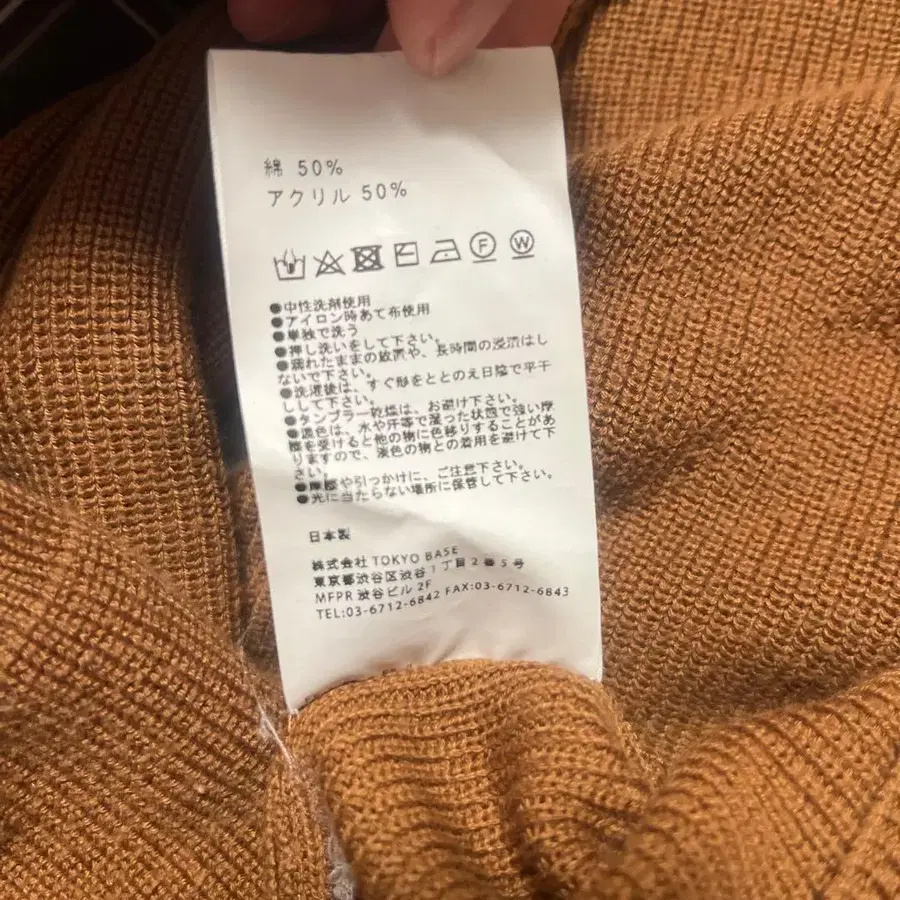 綿 50%
アクリル 50%
F W
●中性洗剤使用
●アイロン時あて布使用
●単独で洗う
●押し洗いをして下さい。
●濡れたままの放置や、長時間の浸漬はし
ないで下さい。
●洗濯後は、すぐ形をととのえ日陰で平干
しして下さい。
●タンブラー乾燥は、お避け下さい。
●濃色は、水や汗等で湿った状態で強い摩
擦を受けると他の物に色移りすることがあ
りますので、淡色の物との着用を避けて下
さい。
●摩擦や引っかけに、ご注意下さい。
●光に当たらない場所に保管して下さい。
日本製
株式会社 TOKYO BASE
東京都渋谷区渋谷1丁目2番5号
MFPR 渋谷ビル 2F
TEL:03-6712-6842 FAX:03-6712-6843